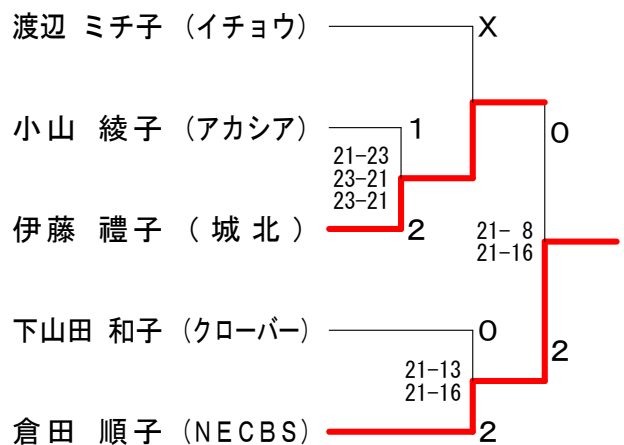 渡辺 ミチ子 (イチョウ)
X
小山 綾子 (アカシア)
1
0
21-23
23-21
23-21
伊藤 禮子 (城北)
2
21- 8
21-16
下山田 和子 (クローバー)
0
2
21-13
21-16
倉田 順子 (NECBS)
2